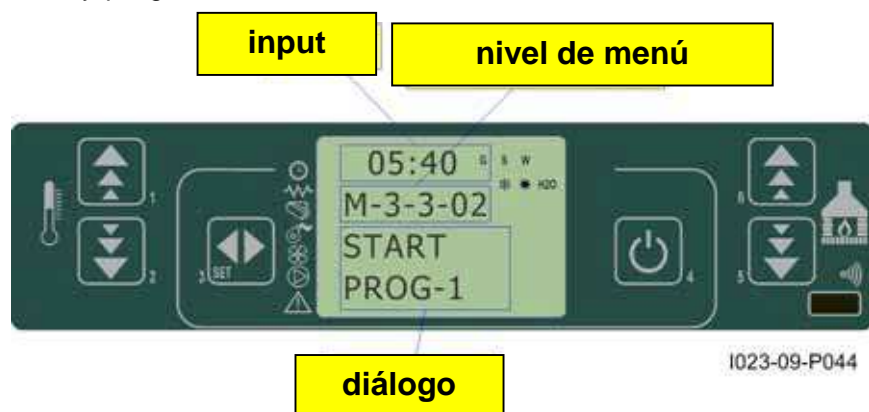 input
nivel de menú
05:40 G S W
H2O
M-3-3-02
START
PROG-1
1
2
3
SET
4
6
5
I023-09-P044
diálogo